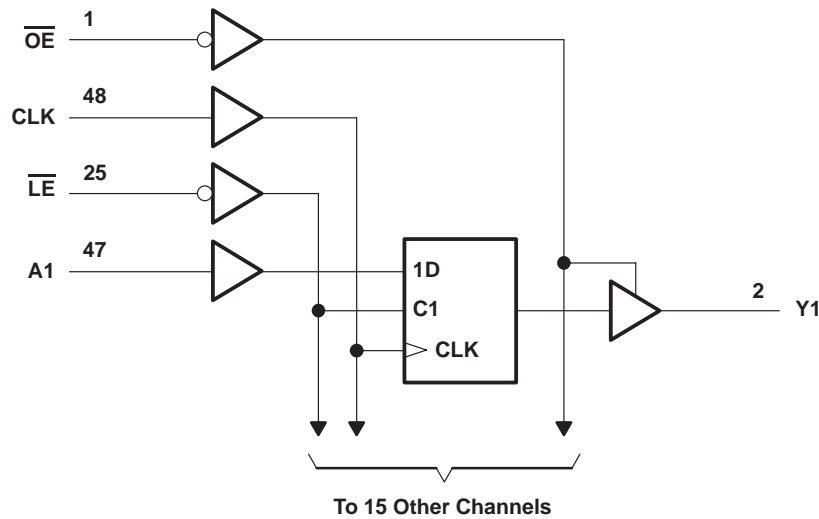 OE 1
CLK 48
LE 25
A1 47
1D
C1
CLK
2 Y1
To 15 Other Channels